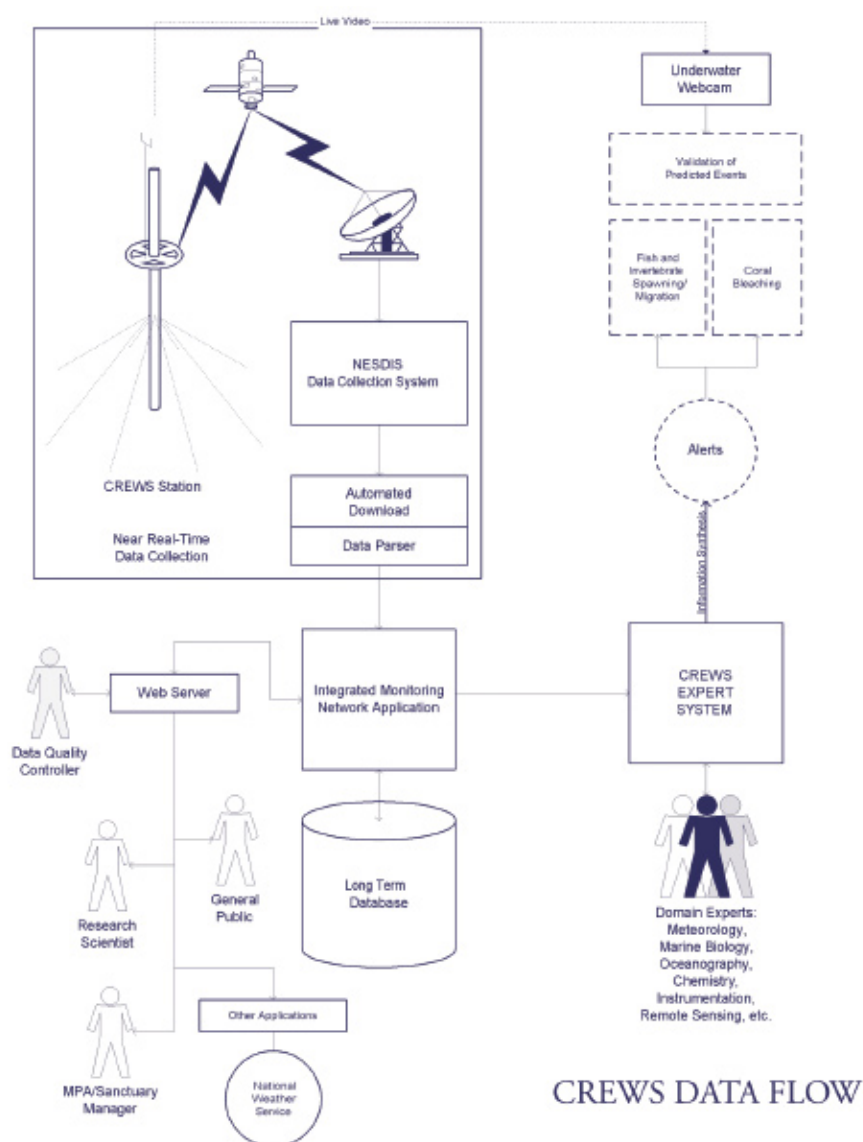 Live Video
Underwater
Webcam
Validation of
Predicted Events
Fish and
Invertebrate
Spawning/
Migration
Coral
Bleaching
NESDIS
Data Collection System
Alerts
CREWS Station
Automated
Download
Near Real-Time
Data Collection
Data Parser
Information Synthesis
Web Server
Integrated Monitoring
Network Application
CREWS
EXPERT
SYSTEM
Data Quality
Controller
Research
Scientist
General
Public
Long Term
Database
Domain Experts:
Meteorology,
Marine Biology,
Oceanography,
Chemistry,
Instrumentation,
Remote Sensing, etc.
Other Applications
MPA/Sanctuary
Manager
National
Weather
Service
CREWS DATA FLOW